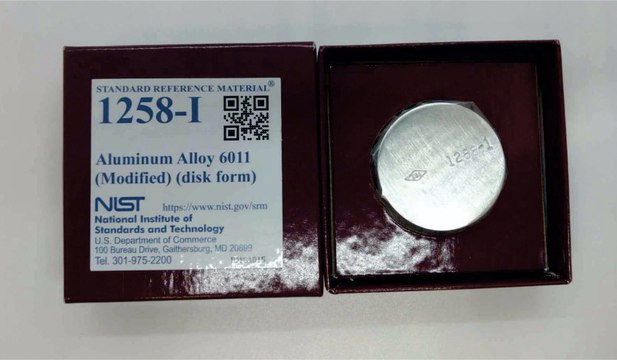 STANDARD REFERENCE MATERIAL®
1258-I
Aluminum Alloy 6011
(Modified) (disk form)
NIST https://www.nist.gov/srm
National Institute of
Standards and Technology
U.S. Department of Commerce
100 Bureau Drive, Gaithersburg, MD 20899
Tel. 301-975-2200
1258-1